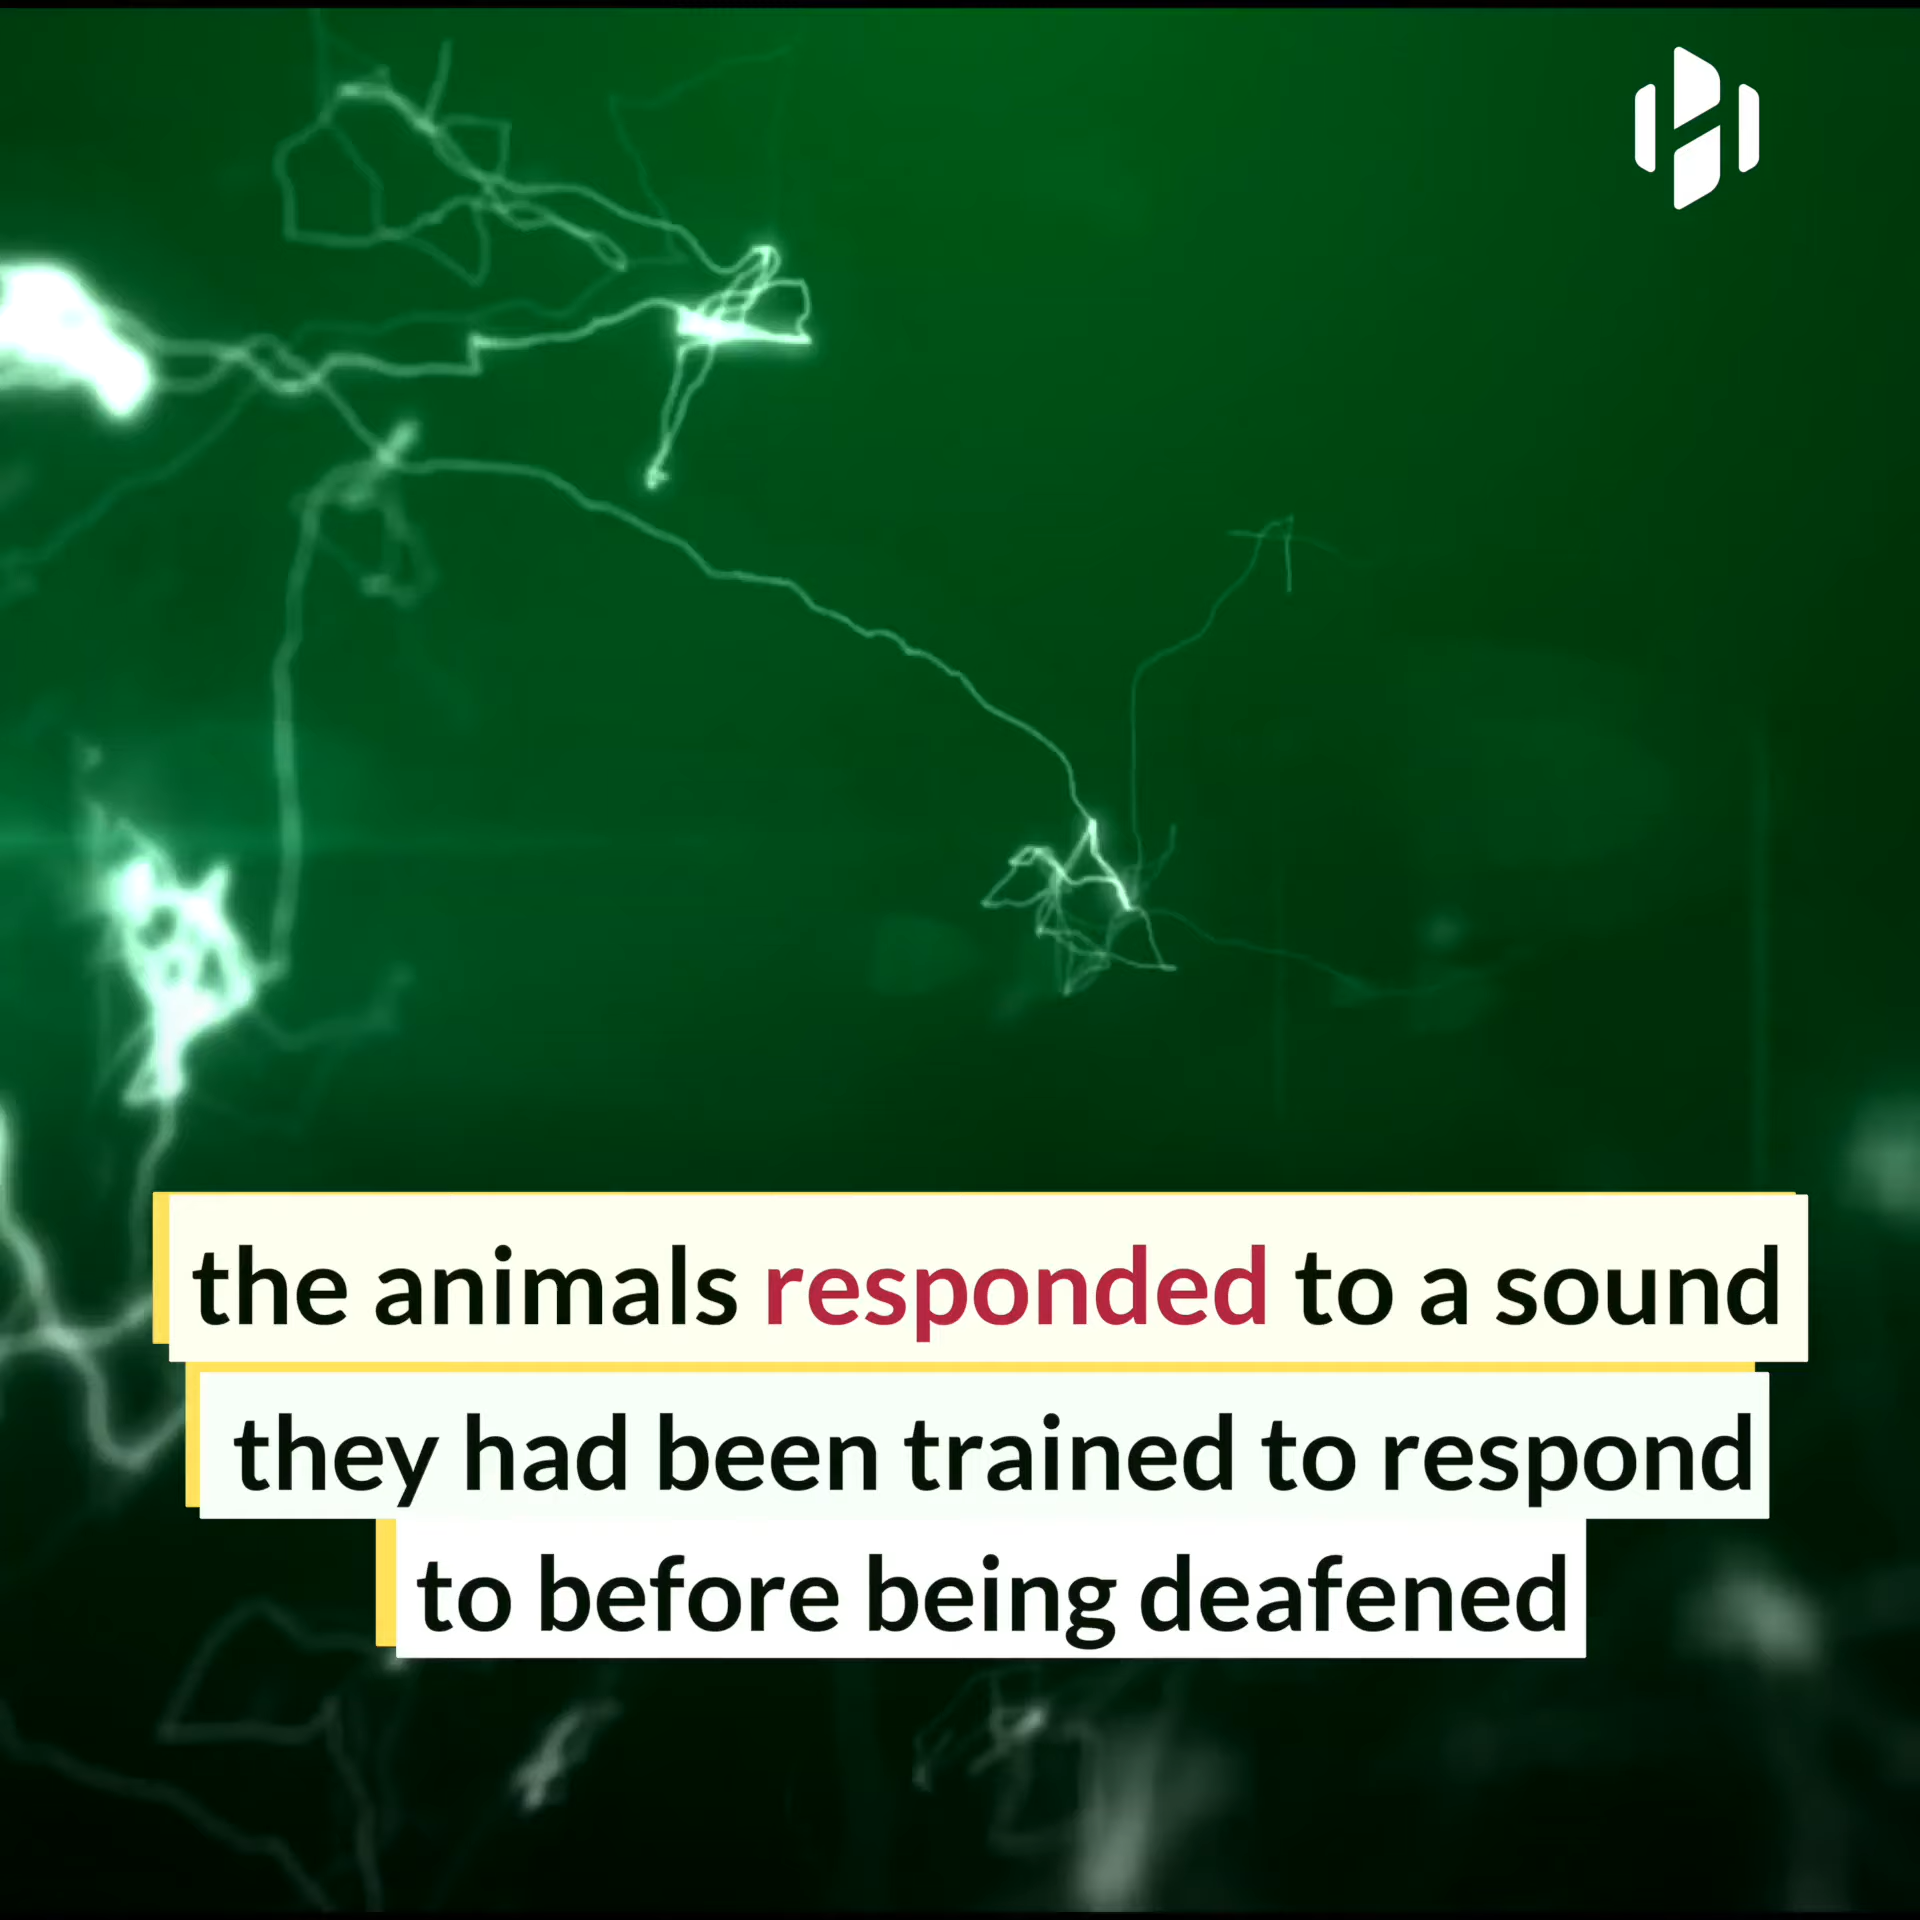 the animals responded to a sound
they had been trained to respond
to before being deafened